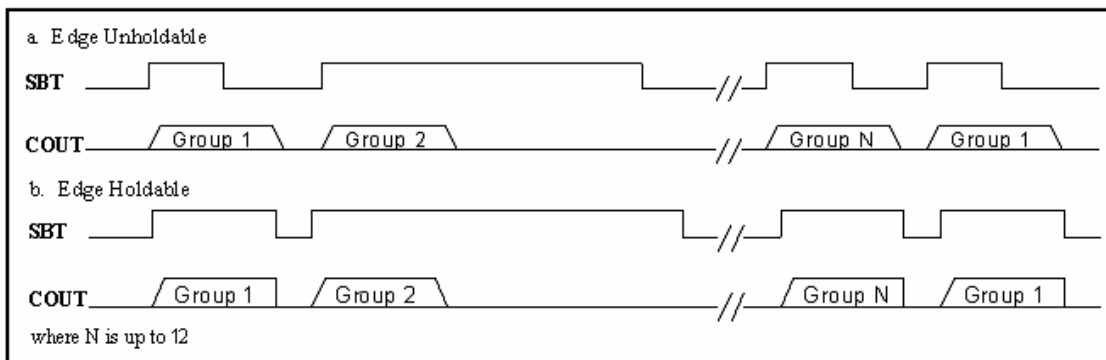 a. Edge Unholdable
SBT
COUT
Group 1
Group 2
Group N
Group 1
b. Edge Holdable
SBT
COUT
Group 1
Group 2
Group N
Group 1
where N is up to 12